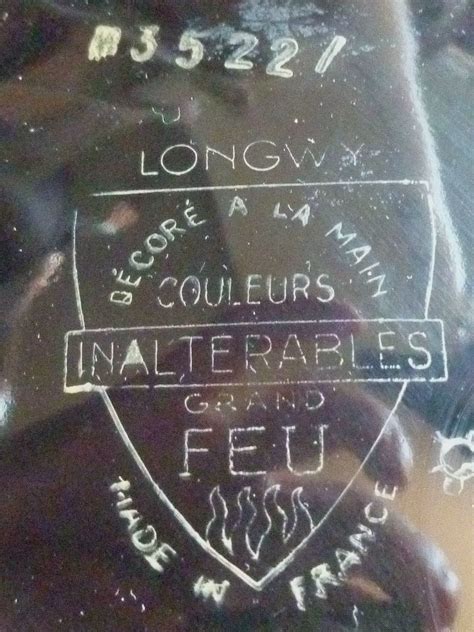 35221
LONGWY
DÉCORÉ A LA MAIN
COULEURS
INALTERABLES
GRAND
FEU
MADE IN FRANCE